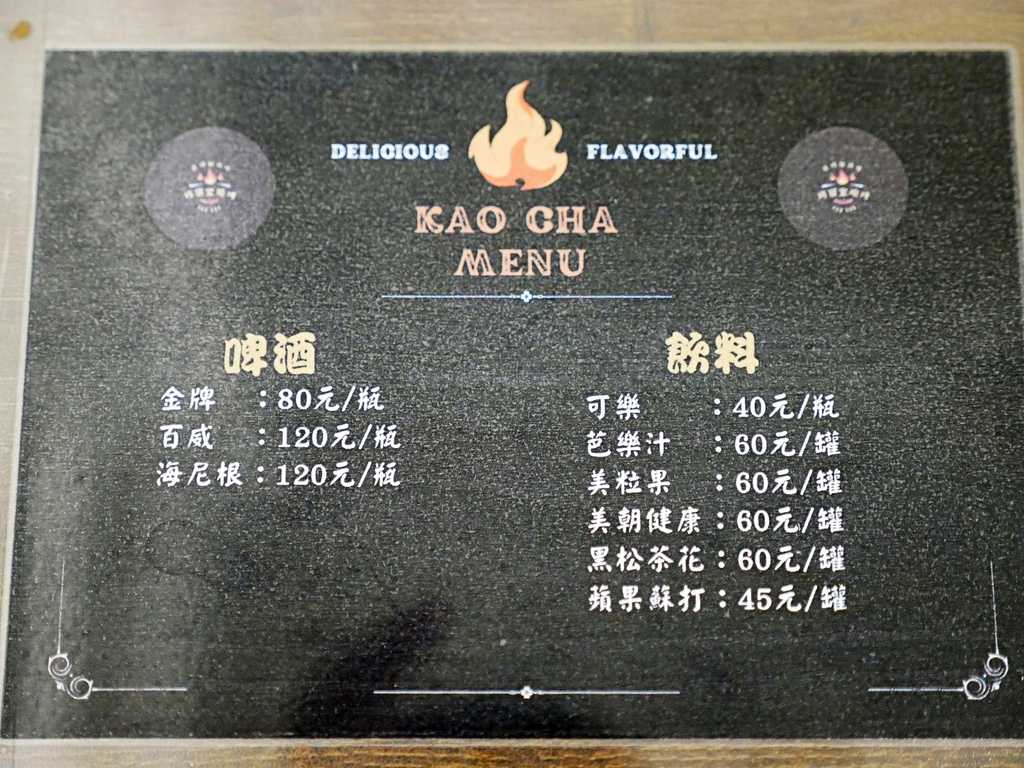 DELICIOUS FLAVORFUL
KAO CHA
MENU
啤酒
金牌：80元/瓶
百威：120元/瓶
海尼根：120元/瓶
飲料
可樂：40元/瓶
芭樂汁：60元/罐
美粒果：60元/罐
美朝健康：60元/罐
黑松茶花：60元/罐
蘋果蘇打：45元/罐